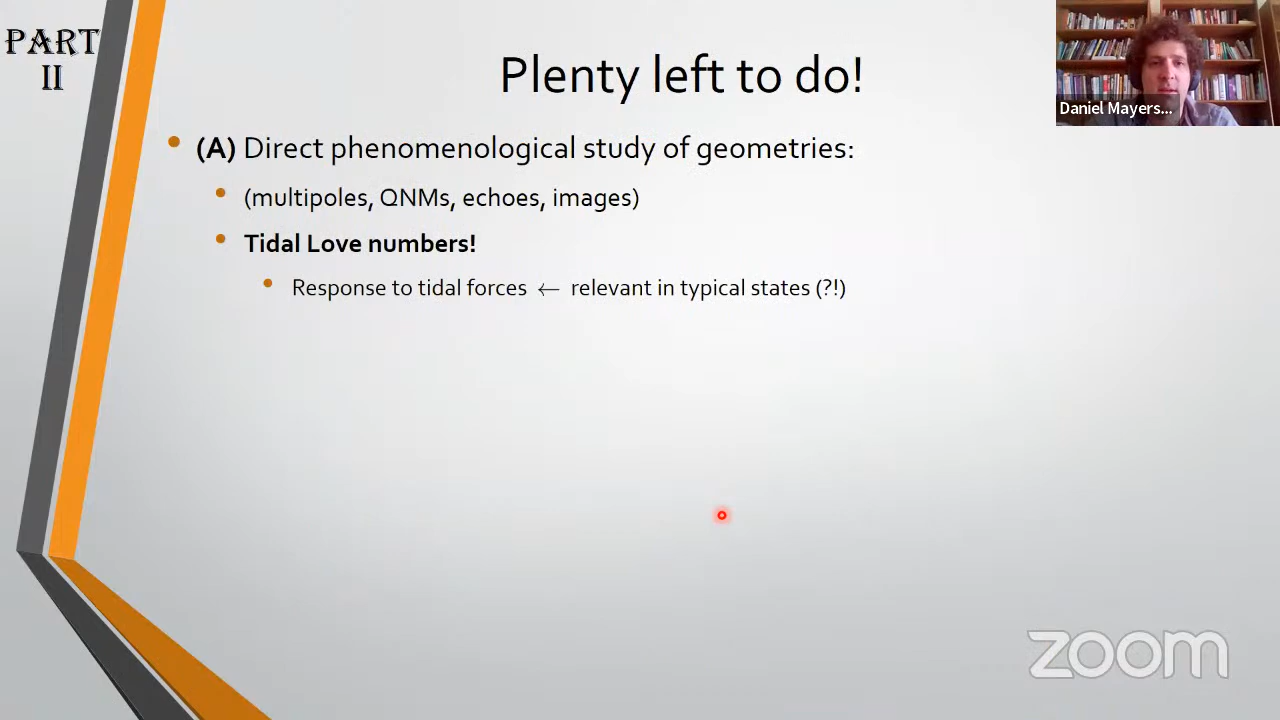 PART
II
Plenty left to do!
Daniel Mayers...
(A) Direct phenomenological study of geometries:
(multipoles, QNMs, echoes, images)
Tidal Love numbers!
Response to tidal forces ← relevant in typical states (?!)
zoom